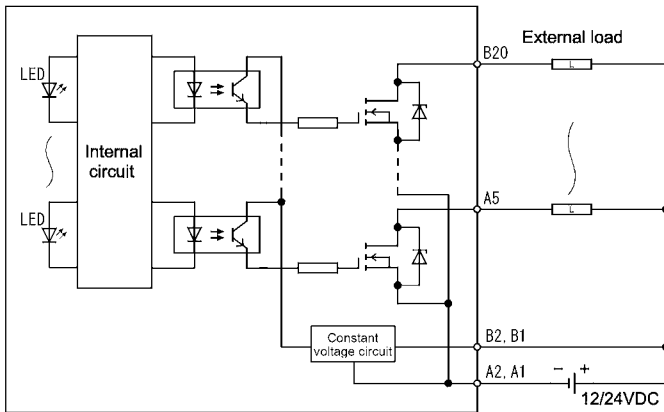 B20
External load
LED
L
Internal
circuit
A5
LED
L
Constant
voltage circuit
B2, B1
A2, A1
− +
12/24VDC